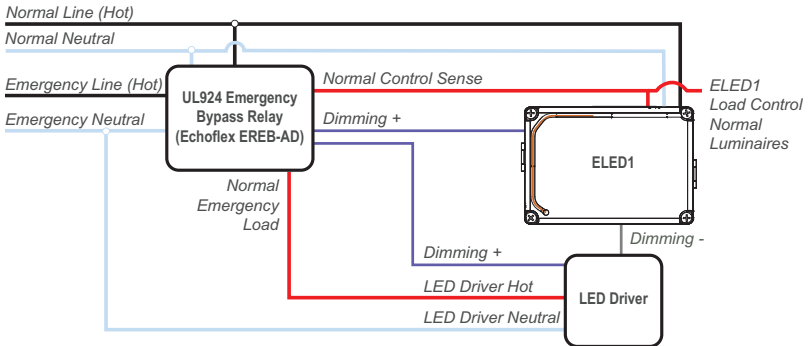 Normal Line (Hot)
Normal Neutral
Emergency Line (Hot)
Emergency Neutral
UL924 Emergency
Bypass Relay
(Echoflex EREB-AD)
Normal Control Sense
Dimming +
ELED1
Load Control
Normal
Luminaires
ELED1
Normal
Emergency
Load
Dimming -
Dimming +
LED Driver Hot
LED Driver
LED Driver Neutral